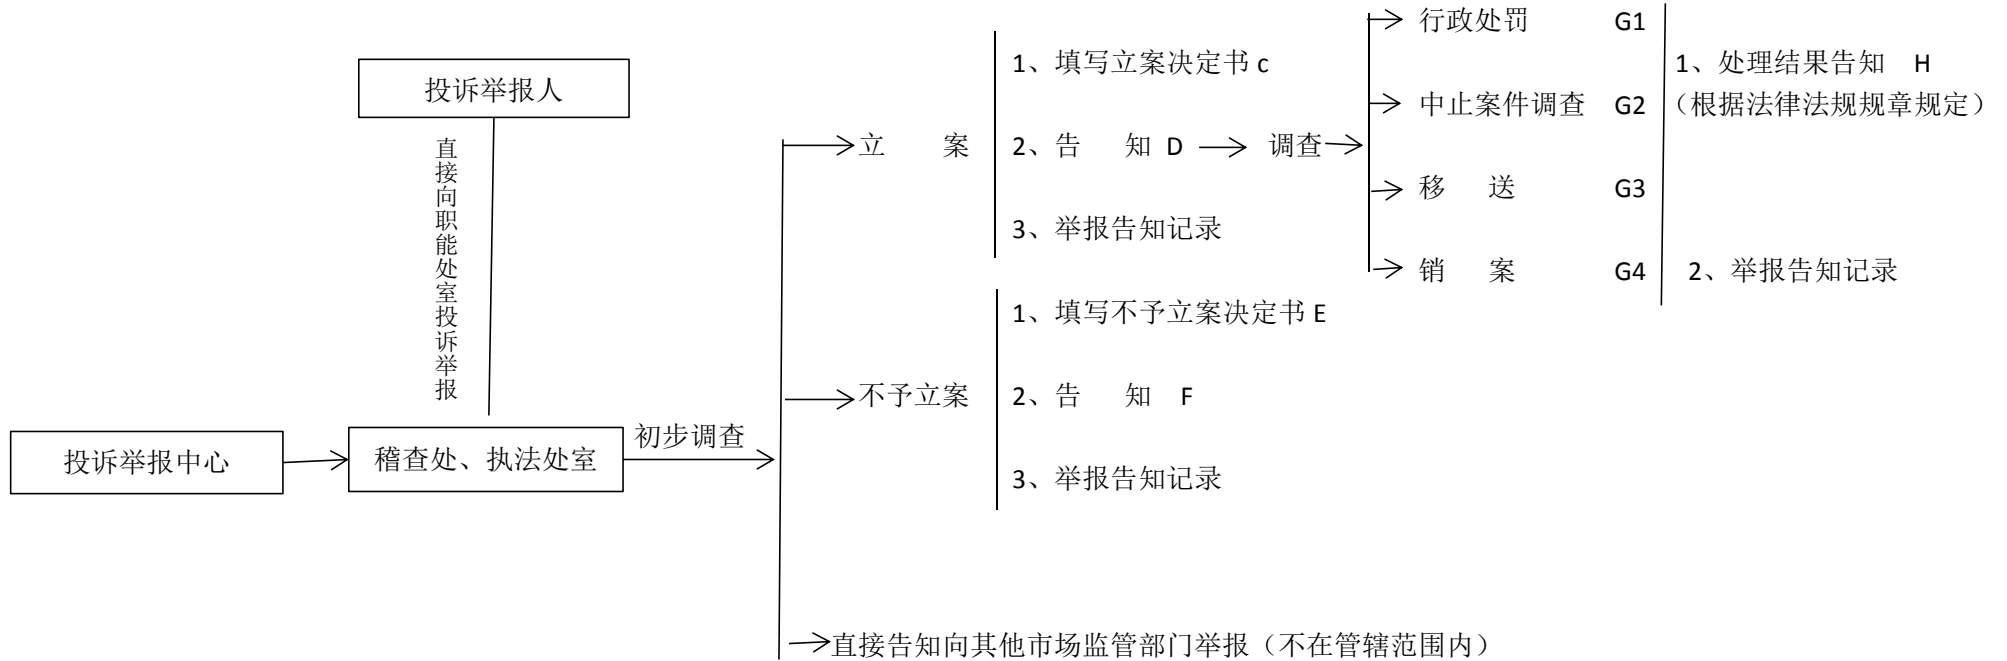 投诉举报人
直接向职能处室投诉举报
投诉举报中心
稽查处、执法处室
初步调查
立 案
1、填写立案决定书 c
2、告 知 D
3、举报告知记录
调查
行政处罚 G1
中止案件调查 G2
移 送 G3
销 案 G4
1、处理结果告知 H
（根据法律法规规章规定）
2、举报告知记录
不予立案
1、填写不予立案决定书 E
2、告 知 F
3、举报告知记录
直接告知向其他市场监管部门举报（不在管辖范围内）